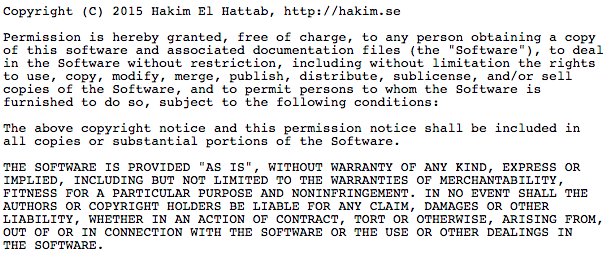 Copyright (C) 2015 Hakim El Hattab, http://hakim.se
Permission is hereby granted, free of charge, to any person obtaining a copy
of this software and associated documentation files (the "Software"), to deal
in the Software without restriction, including without limitation the rights
to use, copy, modify, merge, publish, distribute, sublicense, and/or sell
copies of the Software, and to permit persons to whom the Software is
furnished to do so, subject to the following conditions:
The above copyright notice and this permission notice shall be included in
all copies or substantial portions of the Software.
THE SOFTWARE IS PROVIDED "AS IS", WITHOUT WARRANTY OF ANY KIND, EXPRESS OR
IMPLIED, INCLUDING BUT NOT LIMITED TO THE WARRANTIES OF MERCHANTABILITY,
FITNESS FOR A PARTICULAR PURPOSE AND NONINFRINGEMENT. IN NO EVENT SHALL THE
AUTHORS OR COPYRIGHT HOLDERS BE LIABLE FOR ANY CLAIM, DAMAGES OR OTHER
LIABILITY, WHETHER IN AN ACTION OF CONTRACT, TORT OR OTHERWISE, ARISING FROM,
OUT OF OR IN CONNECTION WITH THE SOFTWARE OR THE USE OR OTHER DEALINGS IN
THE SOFTWARE.